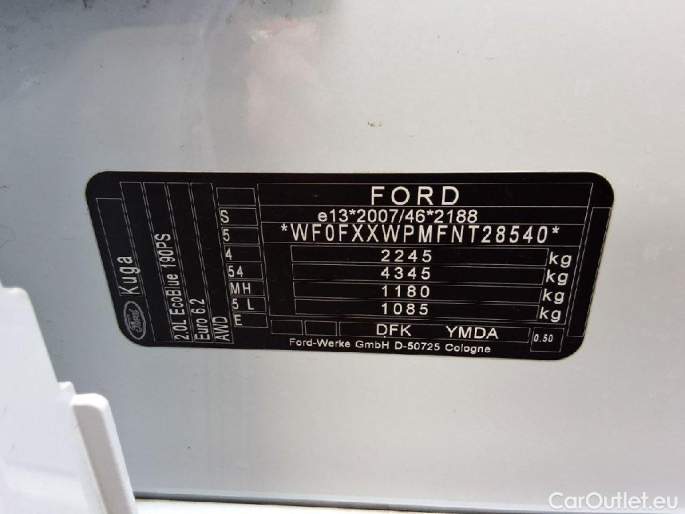 FORD
e13*2007/46*2188
*WF0FXXWPMFNT28540*
2245 kg
4345 kg
1180 kg
1085 kg
DFK YMDA 0.50
Ford-Werke GmbH D-50725 Cologne
S
5
4
54
MH
5 L
E
Ford
Kuga
2.0L EcoBlue 190PS
Euro 6.2
AWD
CarOutlet.eu